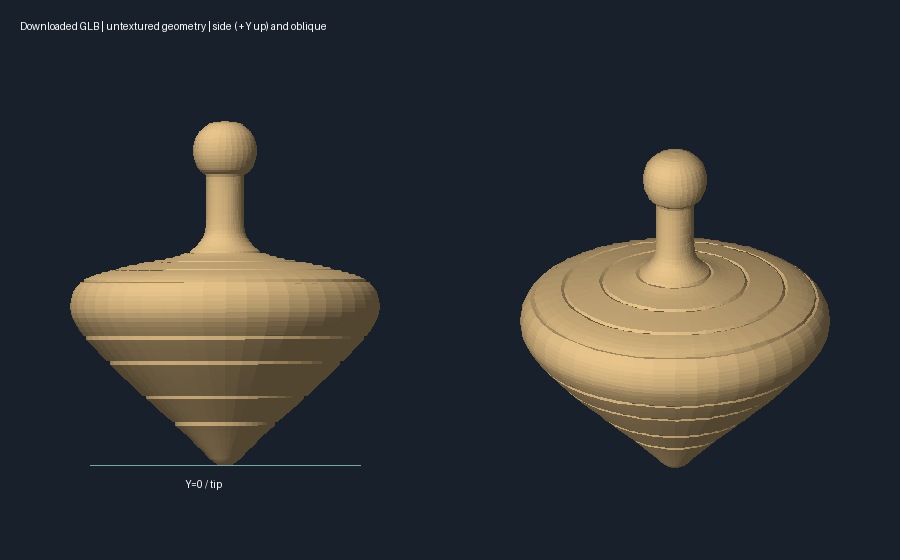 Downloaded GLB | untextured geometry | side (+Y up) and oblique
Y=0 / tip